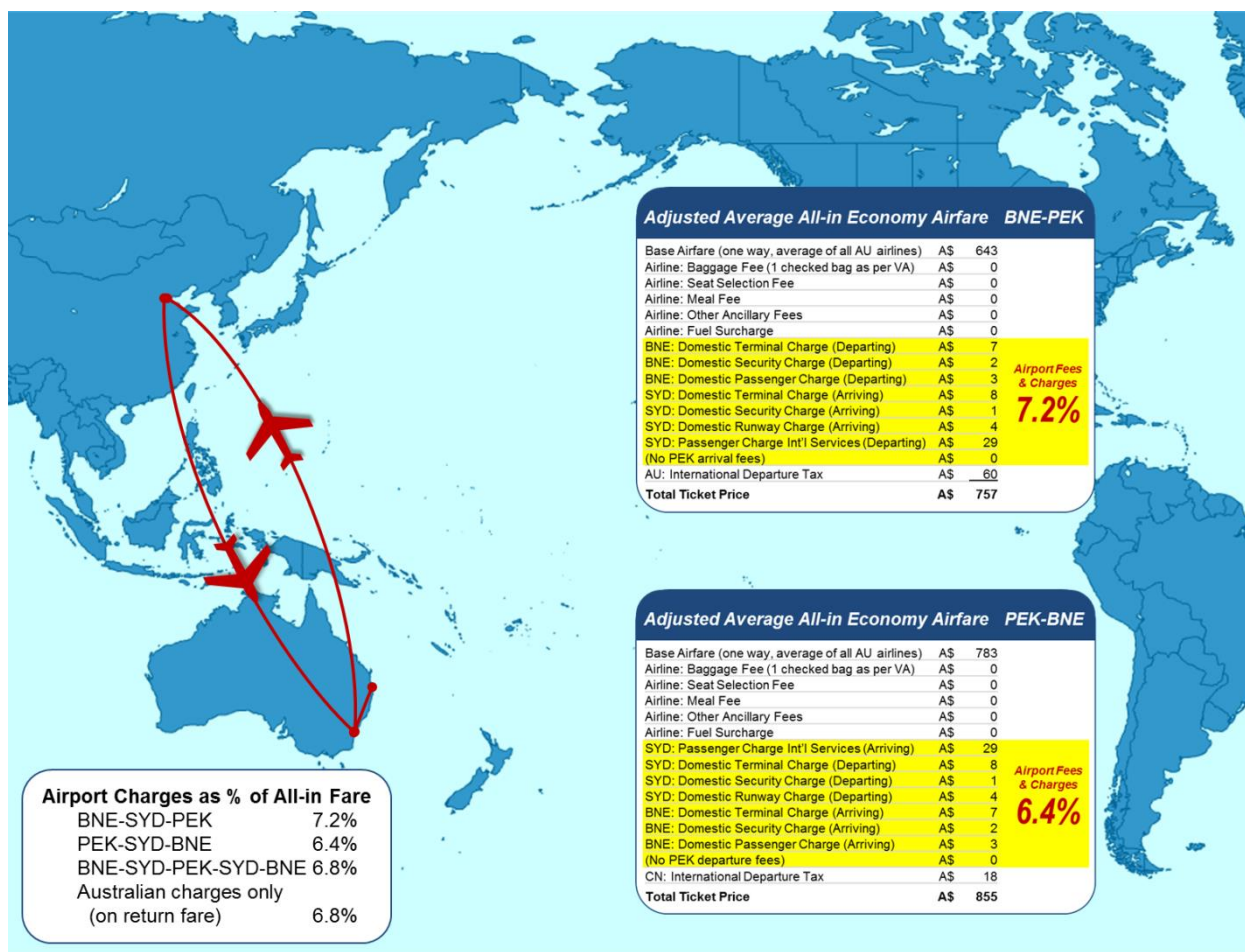 Adjusted Average All-in Economy Airfare BNE-PEK
Base Airfare (one way, average of all AU airlines) A$ 643
Airline: Baggage Fee (1 checked bag as per VA) A$ 0
Airline: Seat Selection Fee A$ 0
Airline: Meal Fee A$ 0
Airline: Other Ancillary Fees A$ 0
Airline: Fuel Surcharge A$ 0
BNE: Domestic Terminal Charge (Departing) A$ 7
BNE: Domestic Security Charge (Departing) A$ 2
BNE: Domestic Passenger Charge (Departing) A$ 3
SYD: Domestic Terminal Charge (Arriving) A$ 8
SYD: Domestic Security Charge (Arriving) A$ 1
SYD: Domestic Runway Charge (Arriving) A$ 4
SYD: Passenger Charge Int'l Services (Departing) A$ 29
(No PEK arrival fees) A$ 0
AU: International Departure Tax A$ 60
Total Ticket Price A$ 757
Airport Fees
& Charges
7.2%
Adjusted Average All-in Economy Airfare PEK-BNE
Base Airfare (one way, average of all AU airlines) A$ 783
Airline: Baggage Fee (1 checked bag as per VA) A$ 0
Airline: Seat Selection Fee A$ 0
Airline: Meal Fee A$ 0
Airline: Other Ancillary Fees A$ 0
Airline: Fuel Surcharge A$ 0
SYD: Passenger Charge Int'l Services (Arriving) A$ 29
SYD: Domestic Terminal Charge (Departing) A$ 8
SYD: Domestic Security Charge (Departing) A$ 1
SYD: Domestic Runway Charge (Departing) A$ 4
BNE: Domestic Terminal Charge (Arriving) A$ 7
BNE: Domestic Security Charge (Arriving) A$ 2
BNE: Domestic Passenger Charge (Arriving) A$ 3
(No PEK departure fees) A$ 0
CN: International Departure Tax A$ 18
Total Ticket Price A$ 855
Airport Fees
& Charges
6.4%
Airport Charges as % of All-in Fare
BNE-SYD-PEK 7.2%
PEK-SYD-BNE 6.4%
BNE-SYD-PEK-SYD-BNE 6.8%
Australian charges only
(on return fare) 6.8%